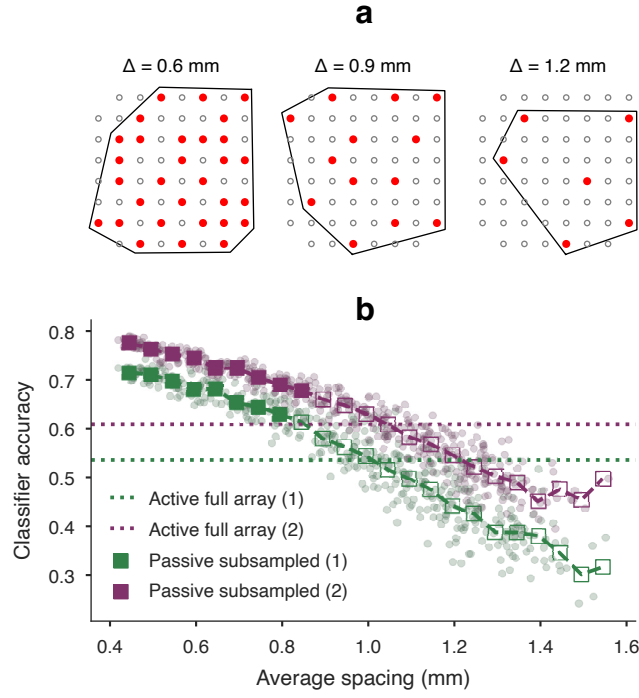 a
Δ = 0.6 mm
Δ = 0.9 mm
Δ = 1.2 mm
b
Classifier accuracy
0.8
0.7
0.6
0.5
0.4
0.3
Active full array (1)
Active full array (2)
Passive subsampled (1)
Passive subsampled (2)
0.4
0.6
0.8
1.0
1.2
1.4
1.6
Average spacing (mm)